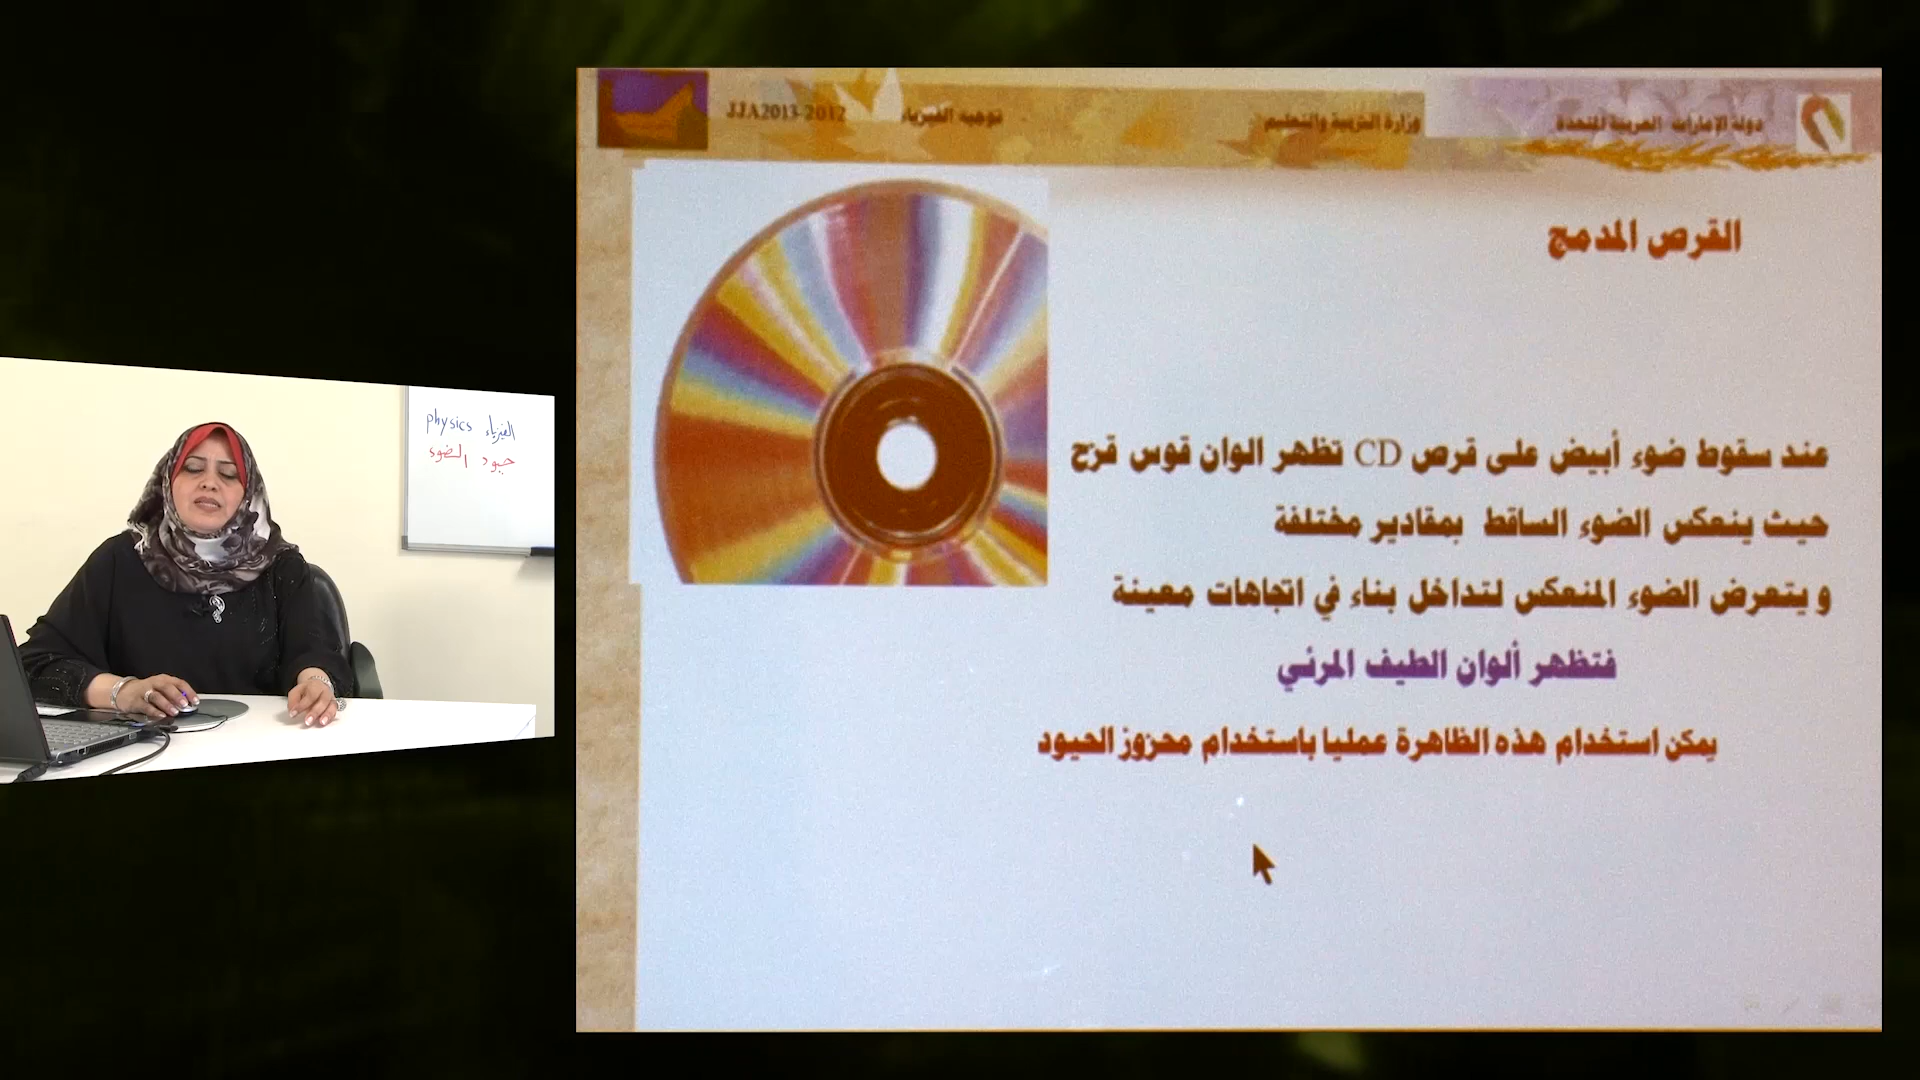 دولة الإمارات العربية المتحدة
وزارة التربية والتعليم
توجيه الفيزياء
JJA2013-2012
القرص المدمج
عند سقوط ضوء أبيض على قرص CD تظهر الوان قوس قزح
حيث ينعكس الضوء الساقط بمقادير مختلفة
و يتعرض الضوء المنعكس لتداخل بناء في اتجاهات معينة
فتظهر ألوان الطيف المرئي
يمكن استخدام هذه الظاهرة عمليا باستخدام محزوز الحيود
الفيزياء physics
حيود الضوء